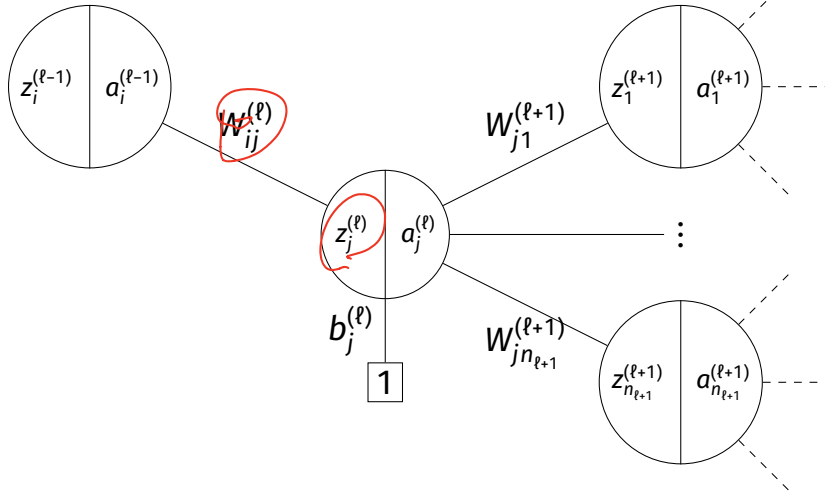 z_i^(ℓ−1) a_i^(ℓ−1)
W_ij^(ℓ)
z_j^(ℓ) a_j^(ℓ)
b_j^(ℓ)
1
W_j1^(ℓ+1)
z_1^(ℓ+1) a_1^(ℓ+1)
⋮
W_jn_ℓ+1^(ℓ+1)
z_n_ℓ+1^(ℓ+1) a_n_ℓ+1^(ℓ+1)